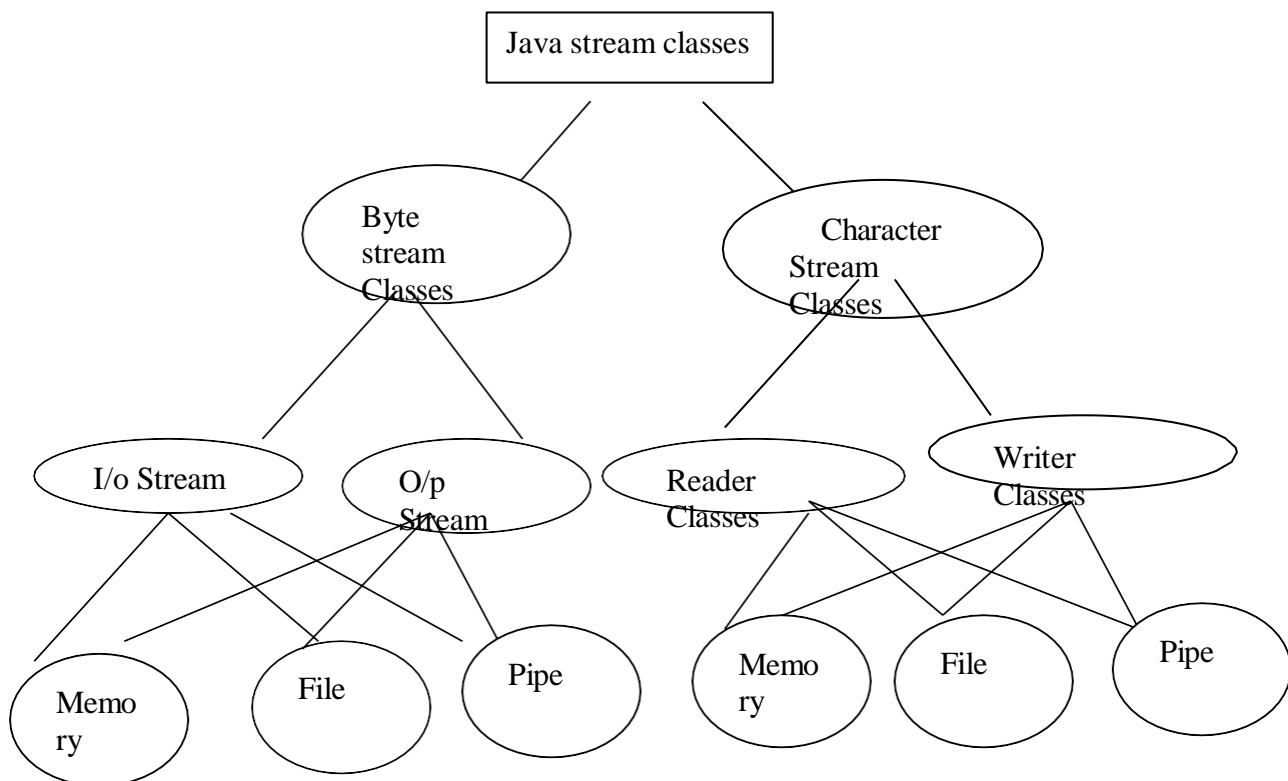 Java stream classes
Byte
stream
Classes
Character
Stream
Classes
I/o Stream
O/p
Stream
Reader
Classes
Writer
Classes
Memo
ry
File
Pipe
Memo
ry
File
Pipe